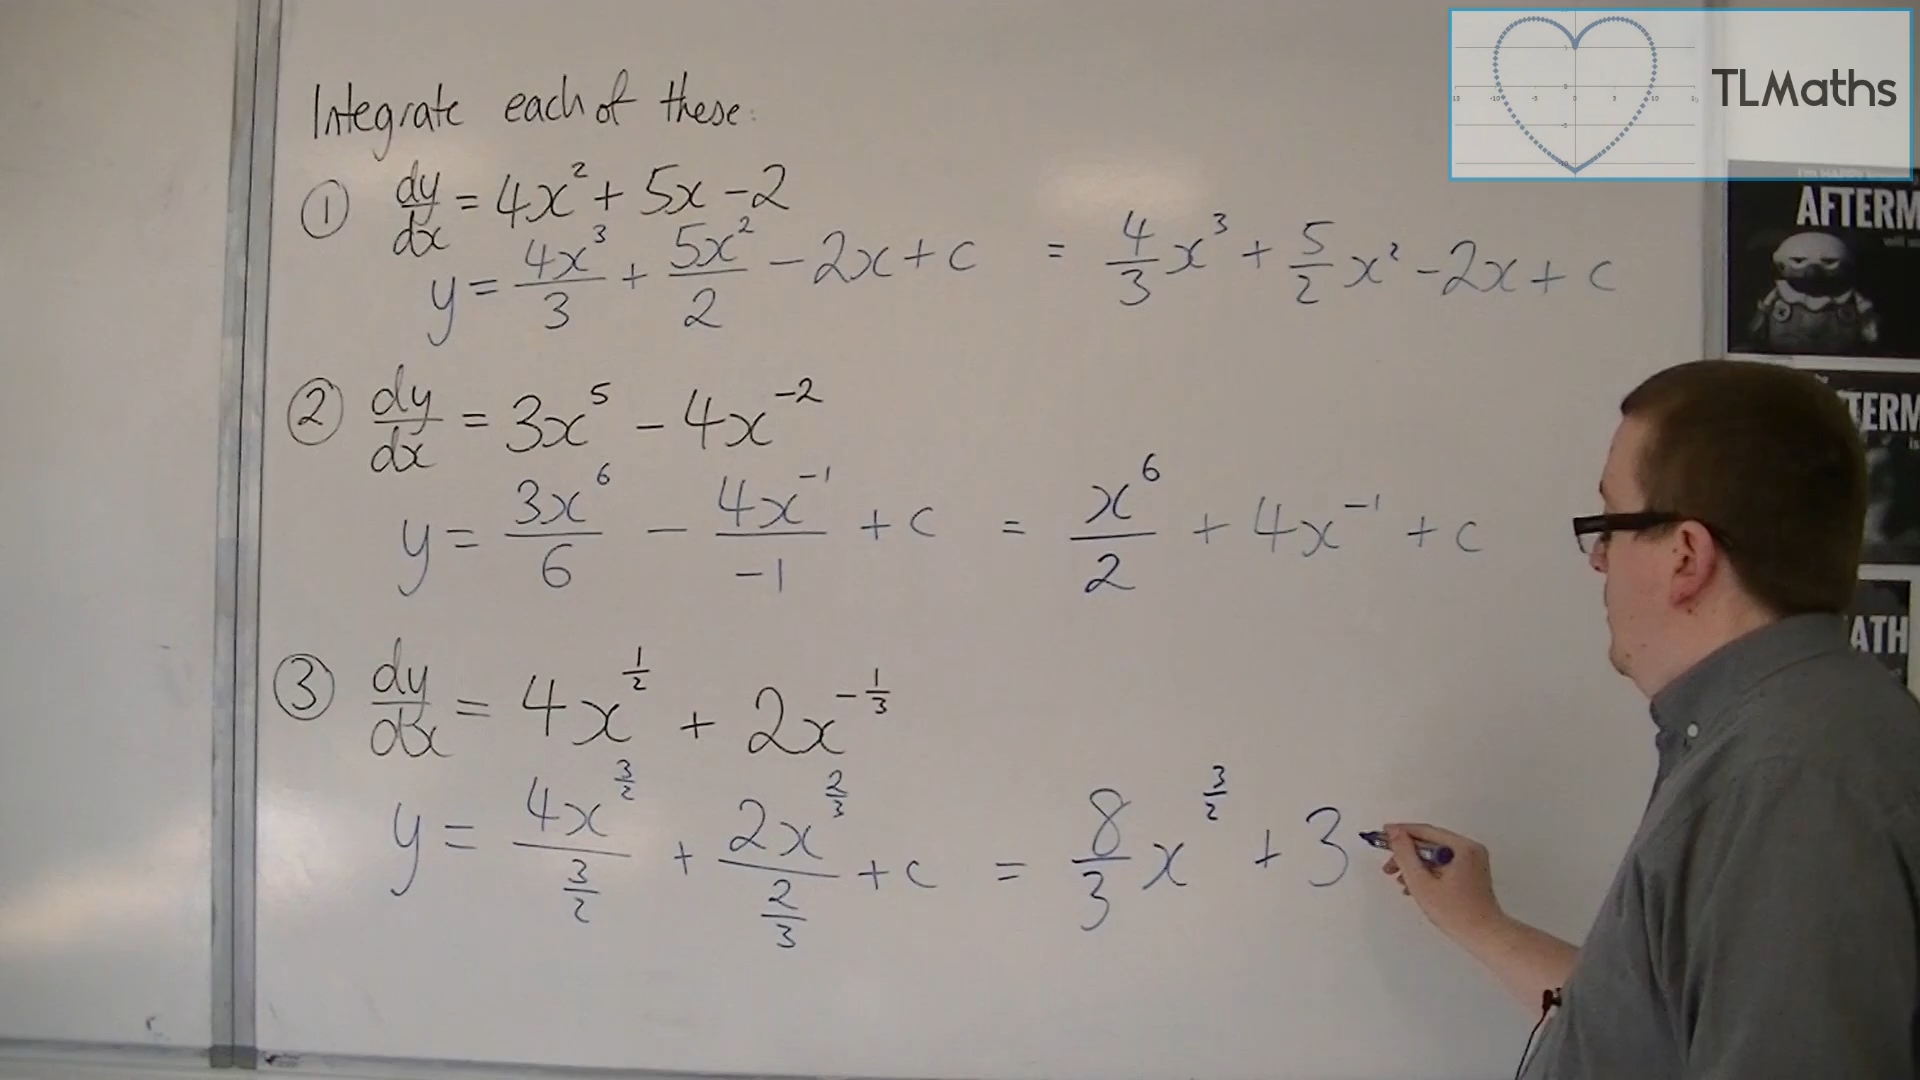 TLMaths
Integrate each of these:
① dy/dx = 4x² + 5x - 2
y = 4x³/3 + 5x²/2 - 2x + c = 4/3 x³ + 5/2 x² - 2x + c
② dy/dx = 3x⁵ - 4x⁻²
y = 3x⁶/6 - 4x⁻¹/-1 + c = x⁶/2 + 4x⁻¹ + c
③ dy/dx = 4x^(1/2) + 2x^(-1/3)
y = 4x^(3/2)/(3/2) + 2x^(2/3)/(2/3) + c = 8/3 x^(3/2) + 3
AFTERM
TERM
is
ATH